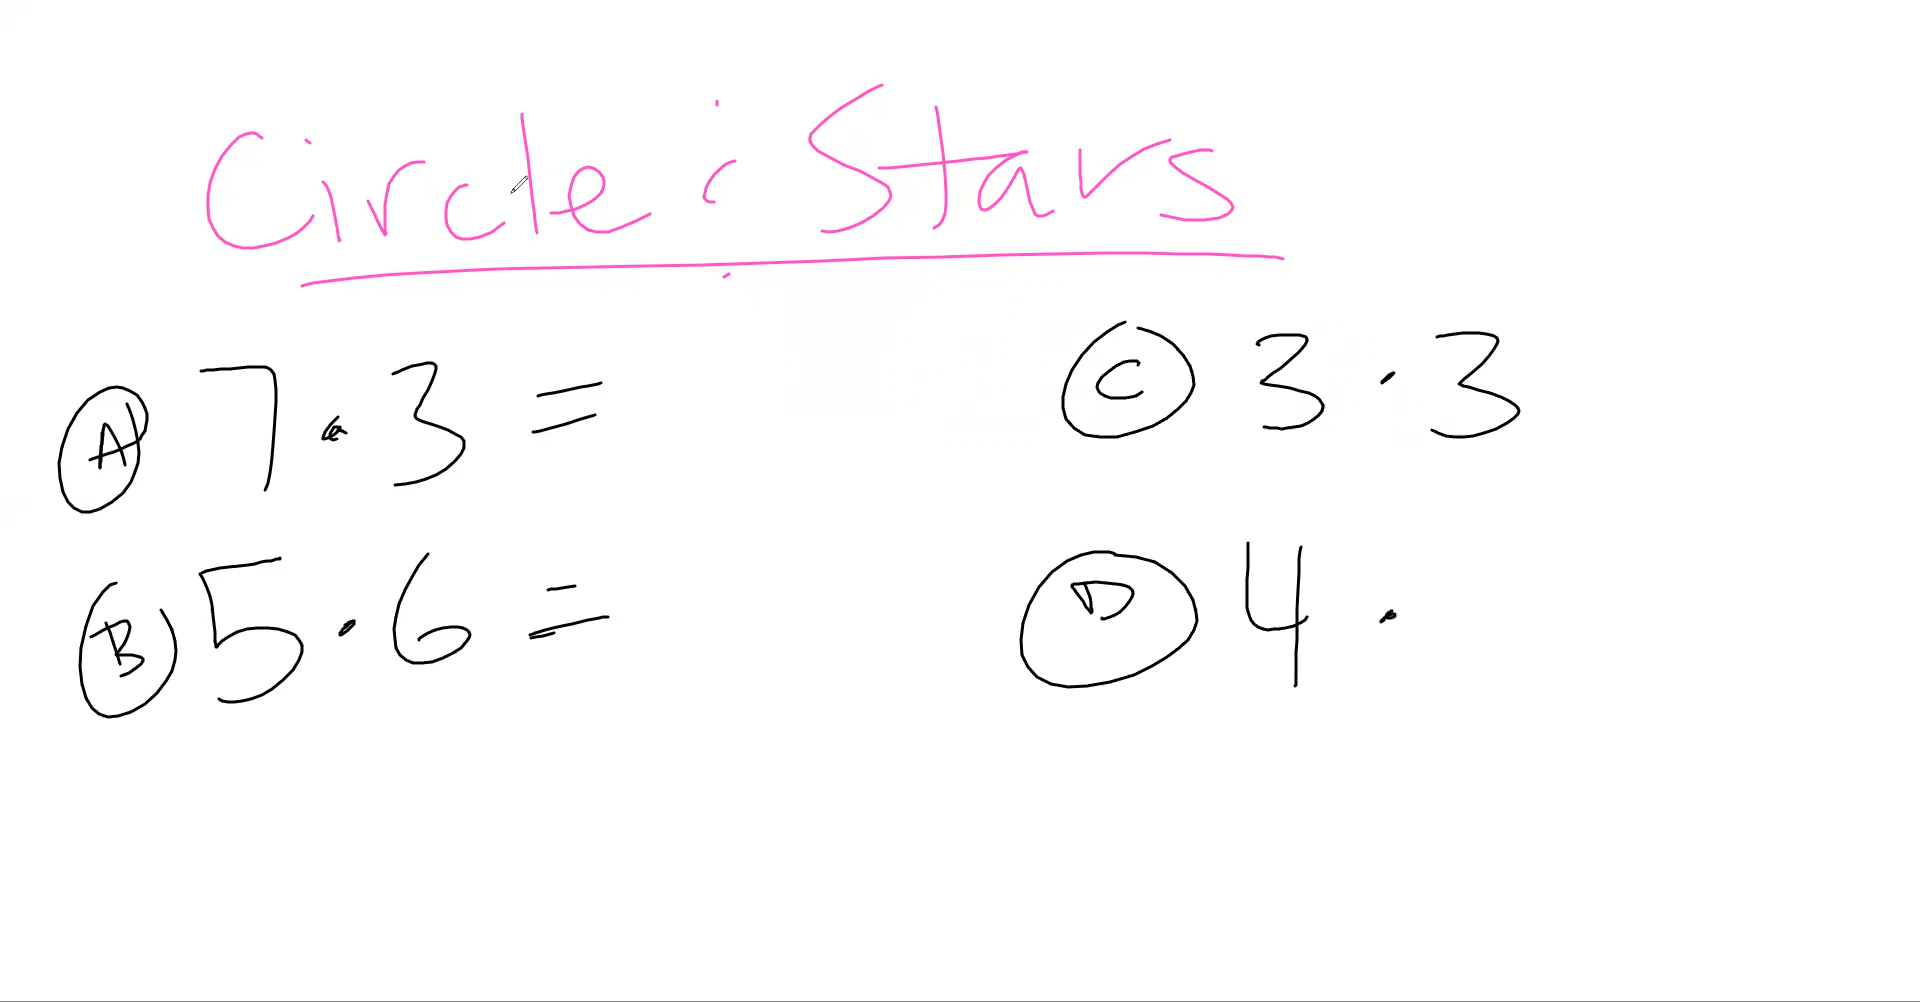 Circle : Stars
A 7 · 3 =
B 5 · 6 =
C 3 · 3
D 4 ·